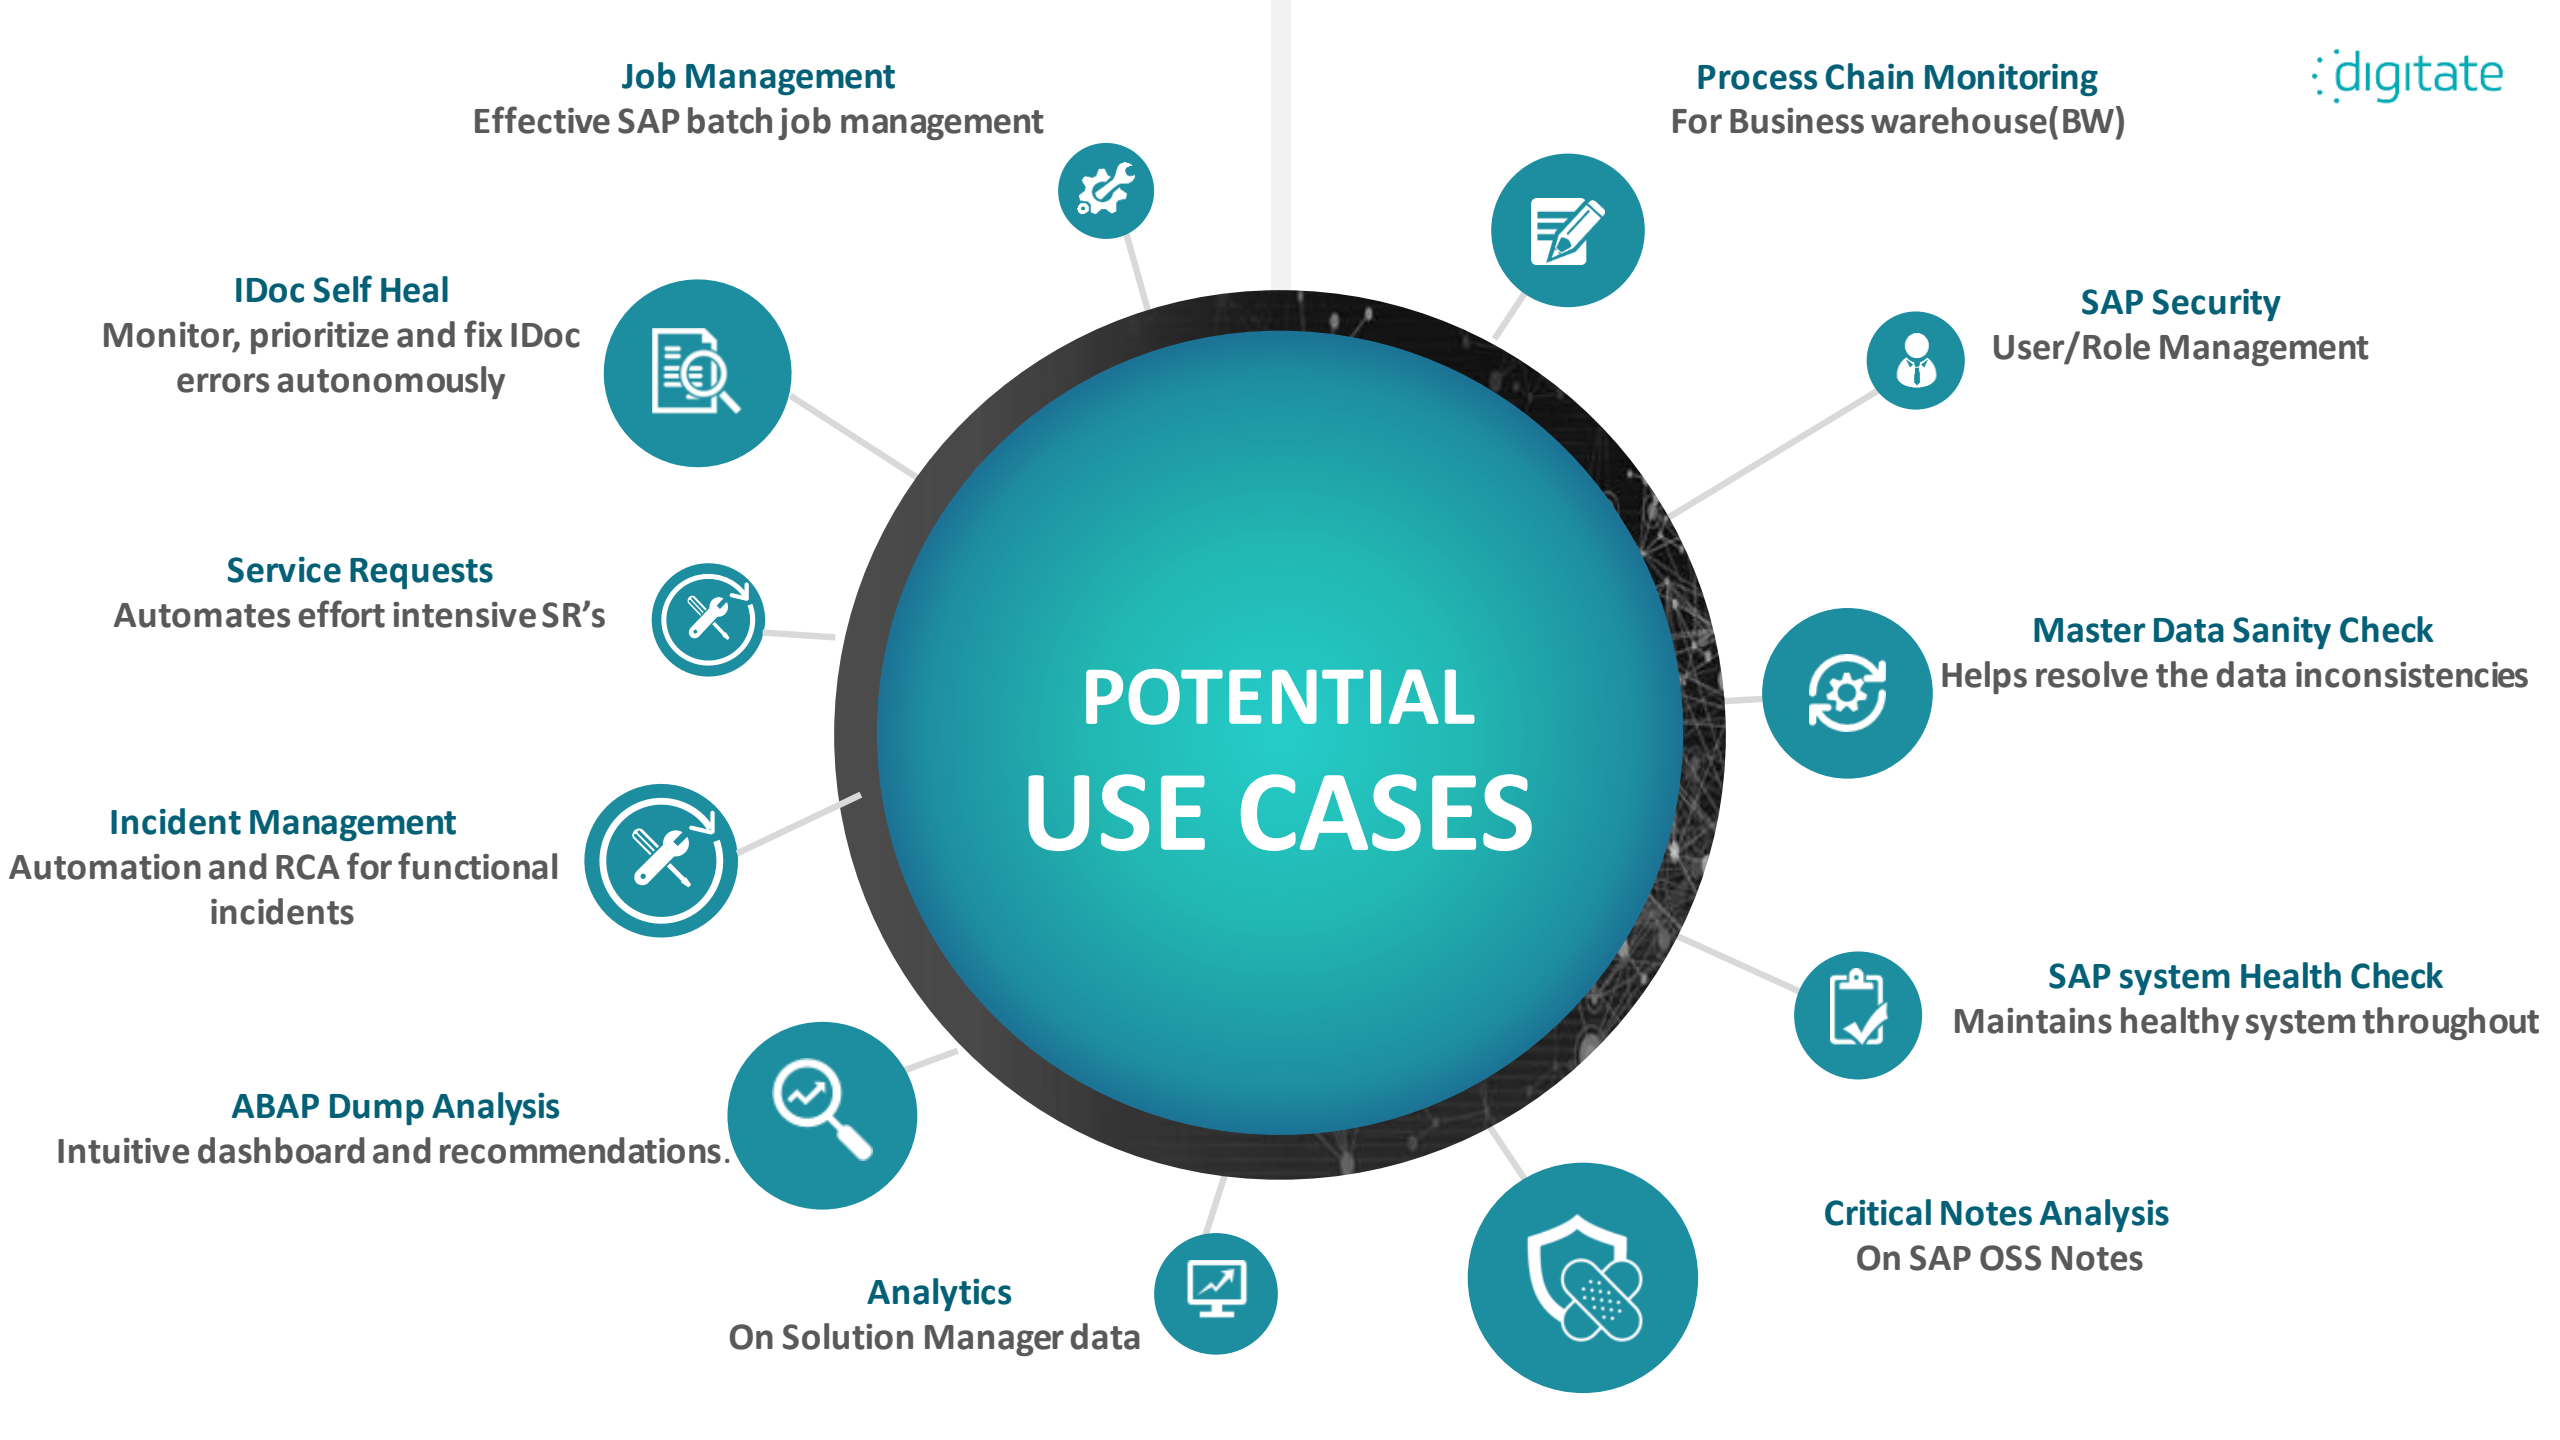 Job Management
Effective SAP batch job management
Process Chain Monitoring
For Business warehouse(BW)
digitate
IDoc Self Heal
Monitor, prioritize and fix IDoc
errors autonomously
SAP Security
User/Role Management
Service Requests
Automates effort intensive SR’s
Master Data Sanity Check
Helps resolve the data inconsistencies
POTENTIAL
USE CASES
Incident Management
Automation and RCA for functional
incidents
SAP system Health Check
Maintains healthy system throughout
ABAP Dump Analysis
Intuitive dashboard and recommendations.
Critical Notes Analysis
On SAP OSS Notes
Analytics
On Solution Manager data